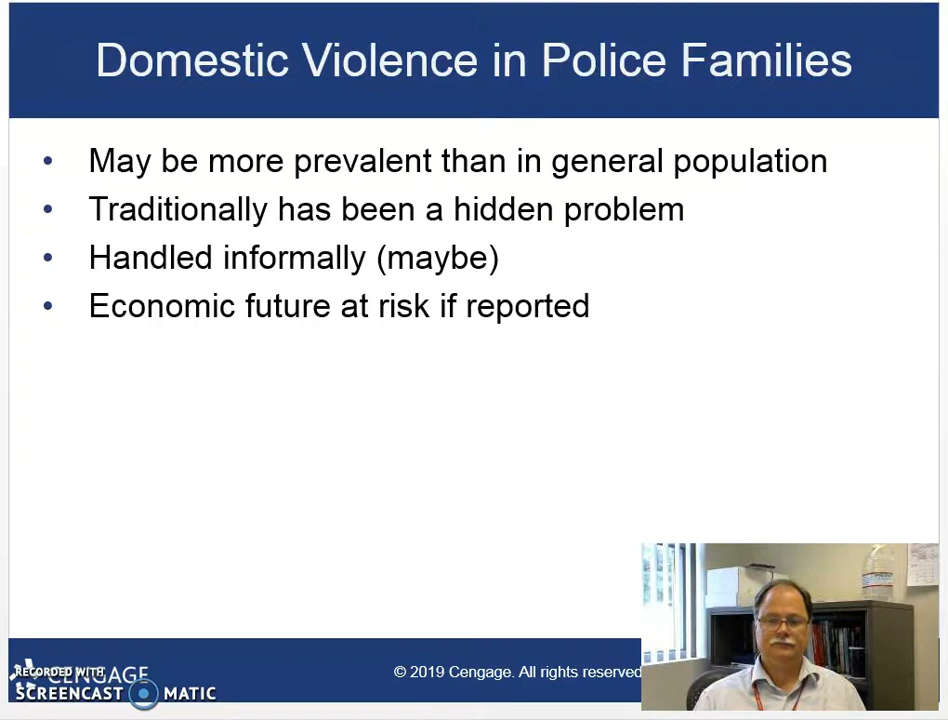 Domestic Violence in Police Families
• May be more prevalent than in general population
• Traditionally has been a hidden problem
• Handled informally (maybe)
• Economic future at risk if reported
RECORDED WITH
CENGAGE
SCREENCAST MATIC
© 2019 Cengage. All rights reserved